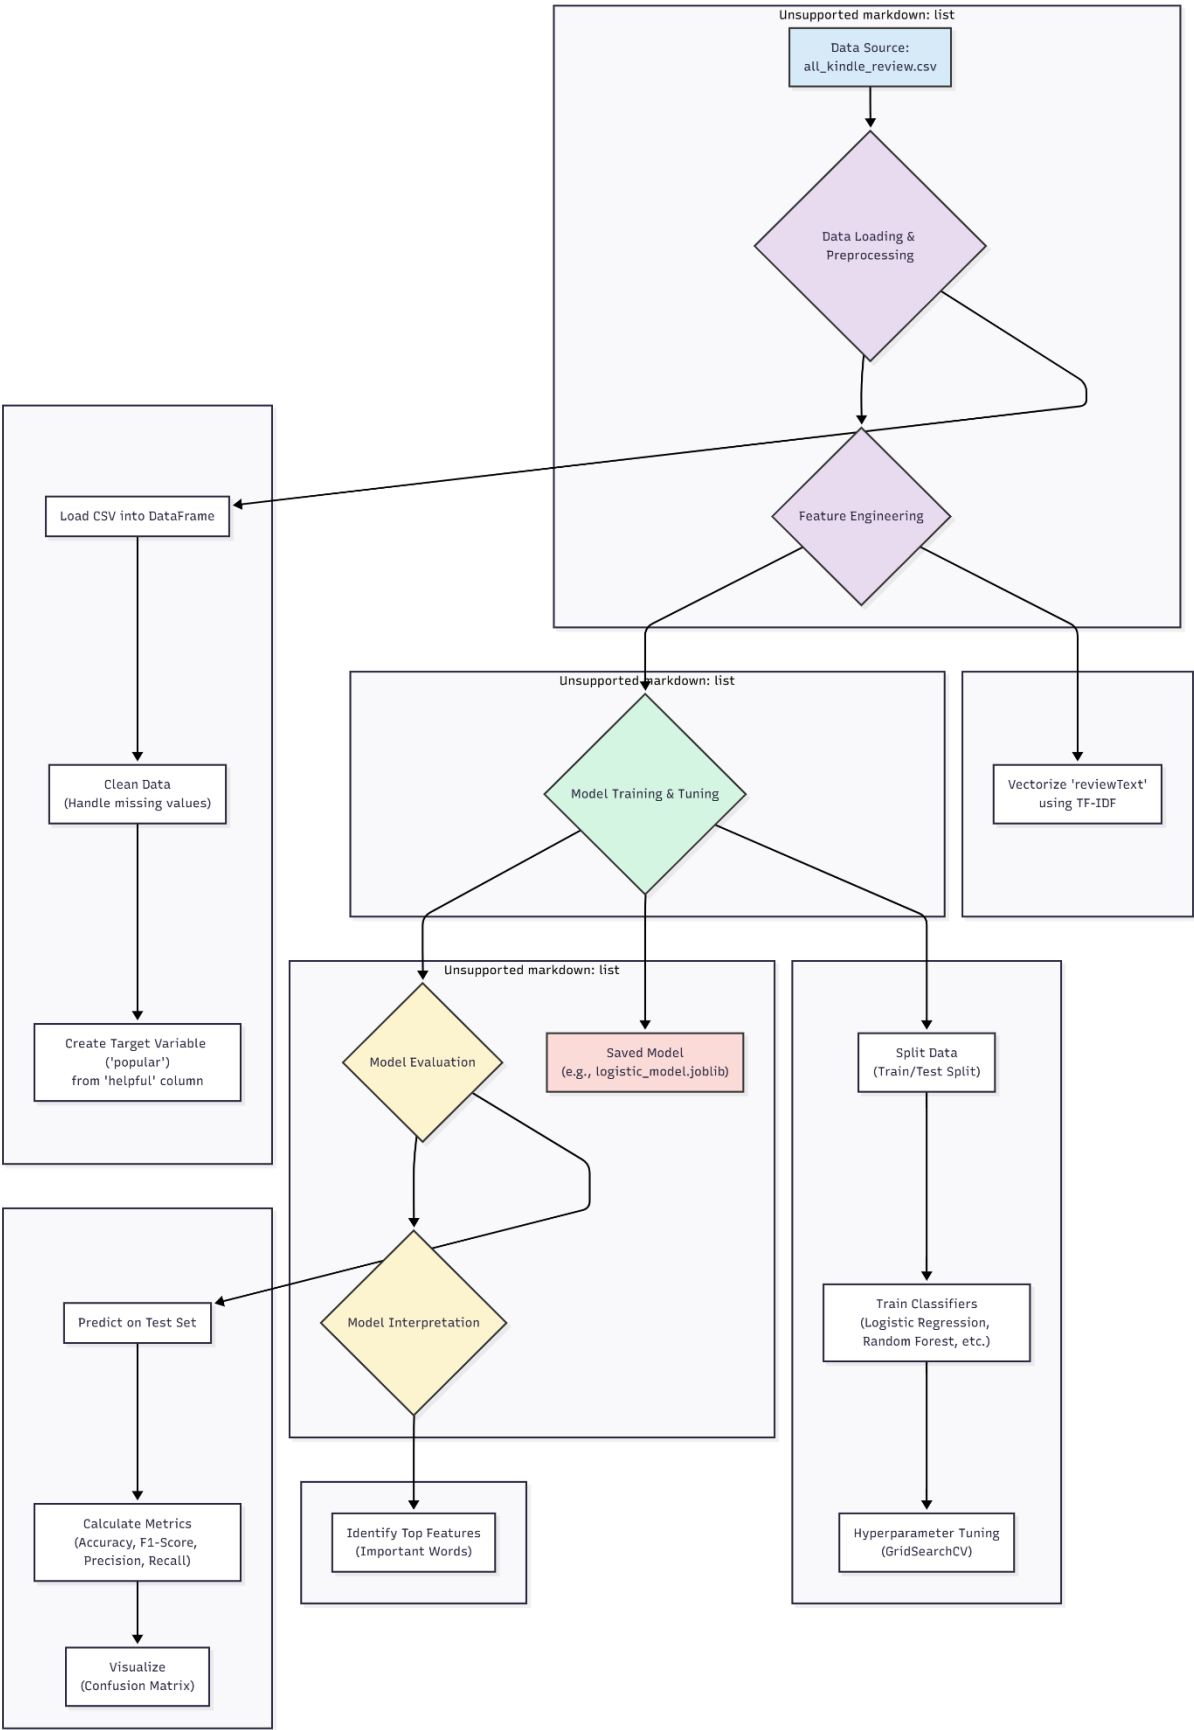 Unsupported markdown: list
Data Source:
all_kindle_review.csv
Data Loading &
Preprocessing
Load CSV into DataFrame
Feature Engineering
Unsupported markdown: list
Clean Data
(Handle missing values)
Model Training & Tuning
Vectorize 'reviewText'
using TF-IDF
Unsupported markdown: list
Create Target Variable
('popular')
from 'helpful' column
Model Evaluation
Saved Model
(e.g., logistic_model.joblib)
Split Data
(Train/Test Split)
Predict on Test Set
Model Interpretation
Train Classifiers
(Logistic Regression,
Random Forest, etc.)
Calculate Metrics
(Accuracy, F1-Score,
Precision, Recall)
Identify Top Features
(Important Words)
Hyperparameter Tuning
(GridSearchCV)
Visualize
(Confusion Matrix)